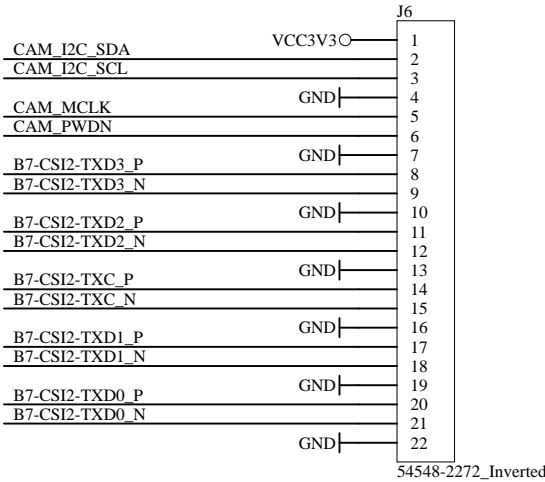 J6
VCC3V3 1
CAM_I2C_SDA 2
CAM_I2C_SCL 3
GND 4
CAM_MCLK 5
CAM_PWDN 6
GND 7
B7-CSI2-TXD3_P 8
B7-CSI2-TXD3_N 9
GND 10
B7-CSI2-TXD2_P 11
B7-CSI2-TXD2_N 12
GND 13
B7-CSI2-TXC_P 14
B7-CSI2-TXC_N 15
GND 16
B7-CSI2-TXD1_P 17
B7-CSI2-TXD1_N 18
GND 19
B7-CSI2-TXD0_P 20
B7-CSI2-TXD0_N 21
GND 22
54548-2272_Inverted